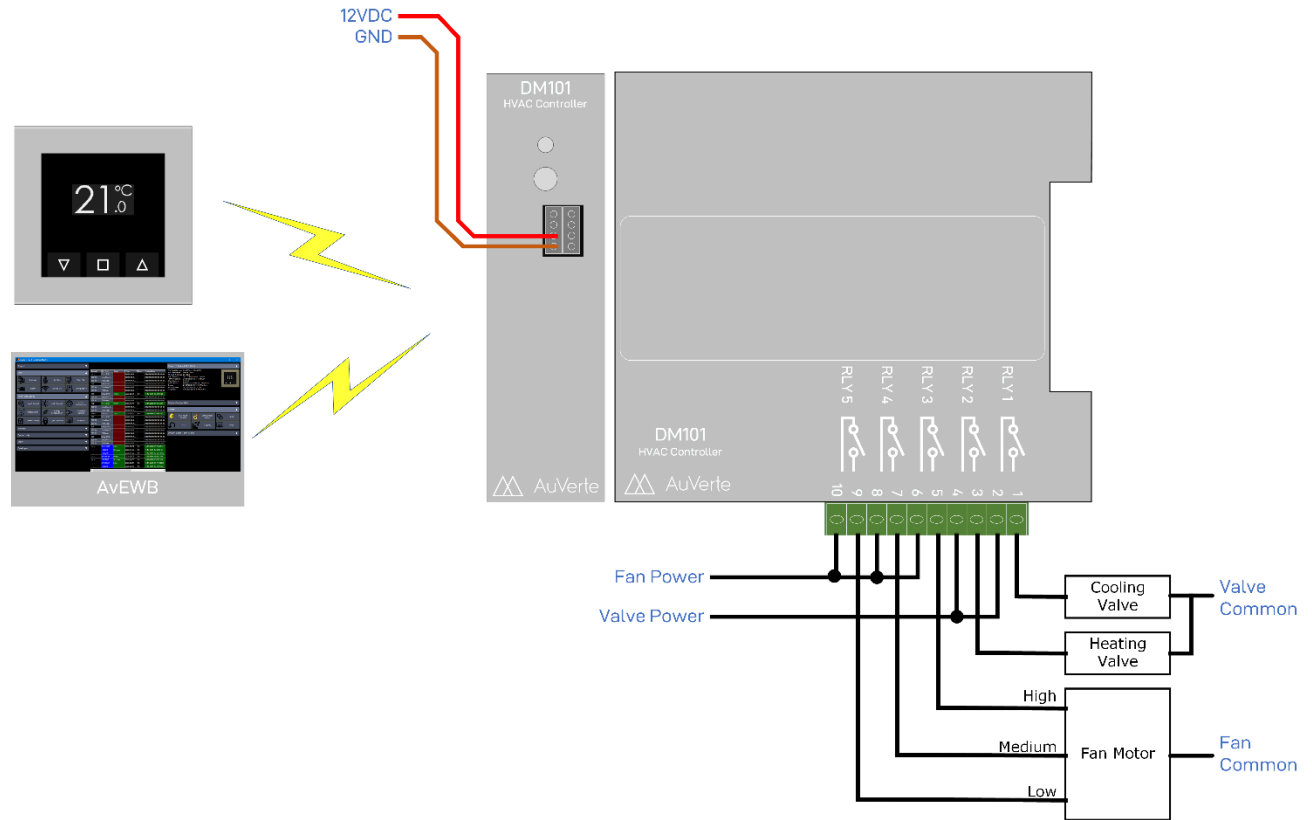 12VDC
GND
DM101
HVAC Controller
21 °C
.0
AvEWB
AuVerte
RLY5
RLY4
RLY3
RLY2
RLY1
DM101
HVAC Controller
AuVerte
10 9 8 7 6 5 4 3 2 1
Fan Power
Valve Power
Cooling
Valve
Heating
Valve
Valve
Common
High
Medium
Low
Fan Motor
Fan
Common